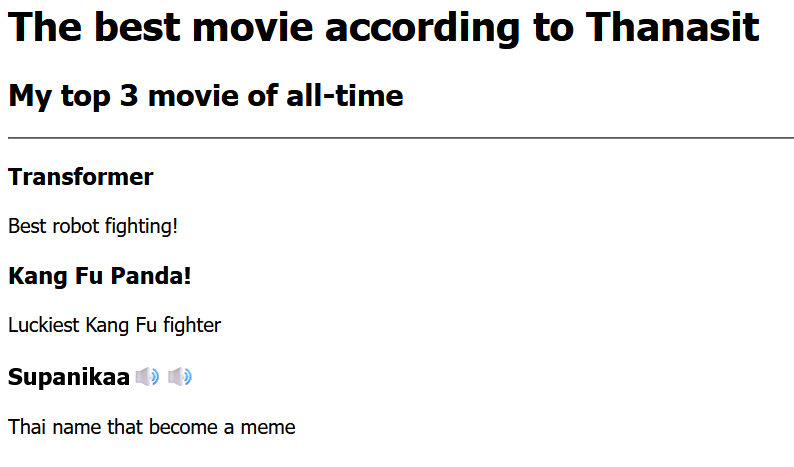 The best movie according to Thanasit
My top 3 movie of all-time
Transformer
Best robot fighting!
Kang Fu Panda!
Luckiest Kang Fu fighter
Supanikaa 🔊 🔊
Thai name that become a meme